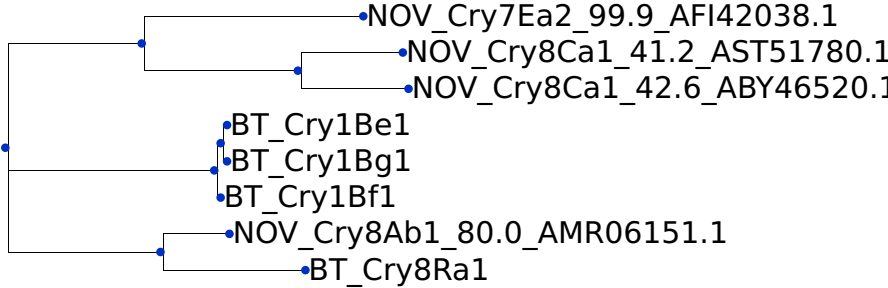 NOV_Cry7Ea2_99.9_AFI42038.1
NOV_Cry8Ca1_41.2_AST51780.1
NOV_Cry8Ca1_42.6_ABY46520.1
BT_Cry1Be1
BT_Cry1Bg1
BT_Cry1Bf1
NOV_Cry8Ab1_80.0_AMR06151.1
BT_Cry8Ra1